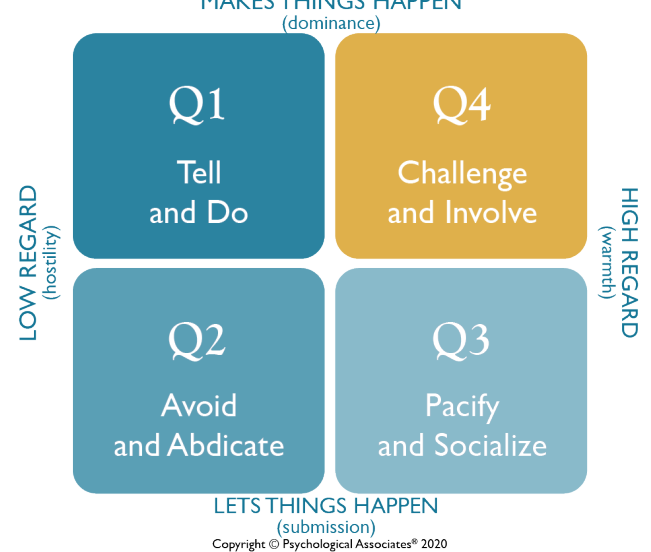 MAKES THINGS HAPPEN
(dominance)
Q1
Tell
and Do
Q4
Challenge
and Involve
LOW REGARD
(hostility)
HIGH REGARD
(warmth)
Q2
Avoid
and Abdicate
Q3
Pacify
and Socialize
LETS THINGS HAPPEN
(submission)
Copyright © Psychological Associates® 2020